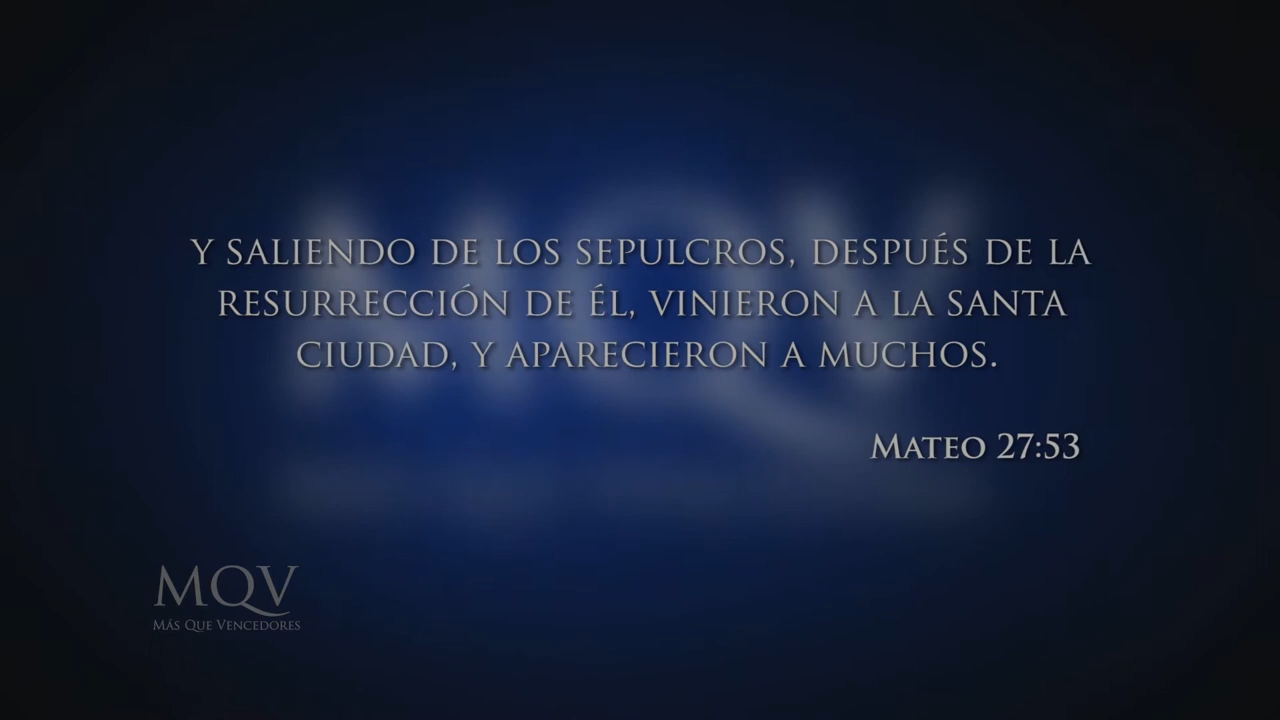 Y SALIENDO DE LOS SEPULCROS, DESPUÉS DE LA
RESURRECCIÓN DE ÉL, VINIERON A LA SANTA
CIUDAD, Y APARECIERON A MUCHOS.
MATEO 27:53
MQV
MÁS QUE VENCEDORES